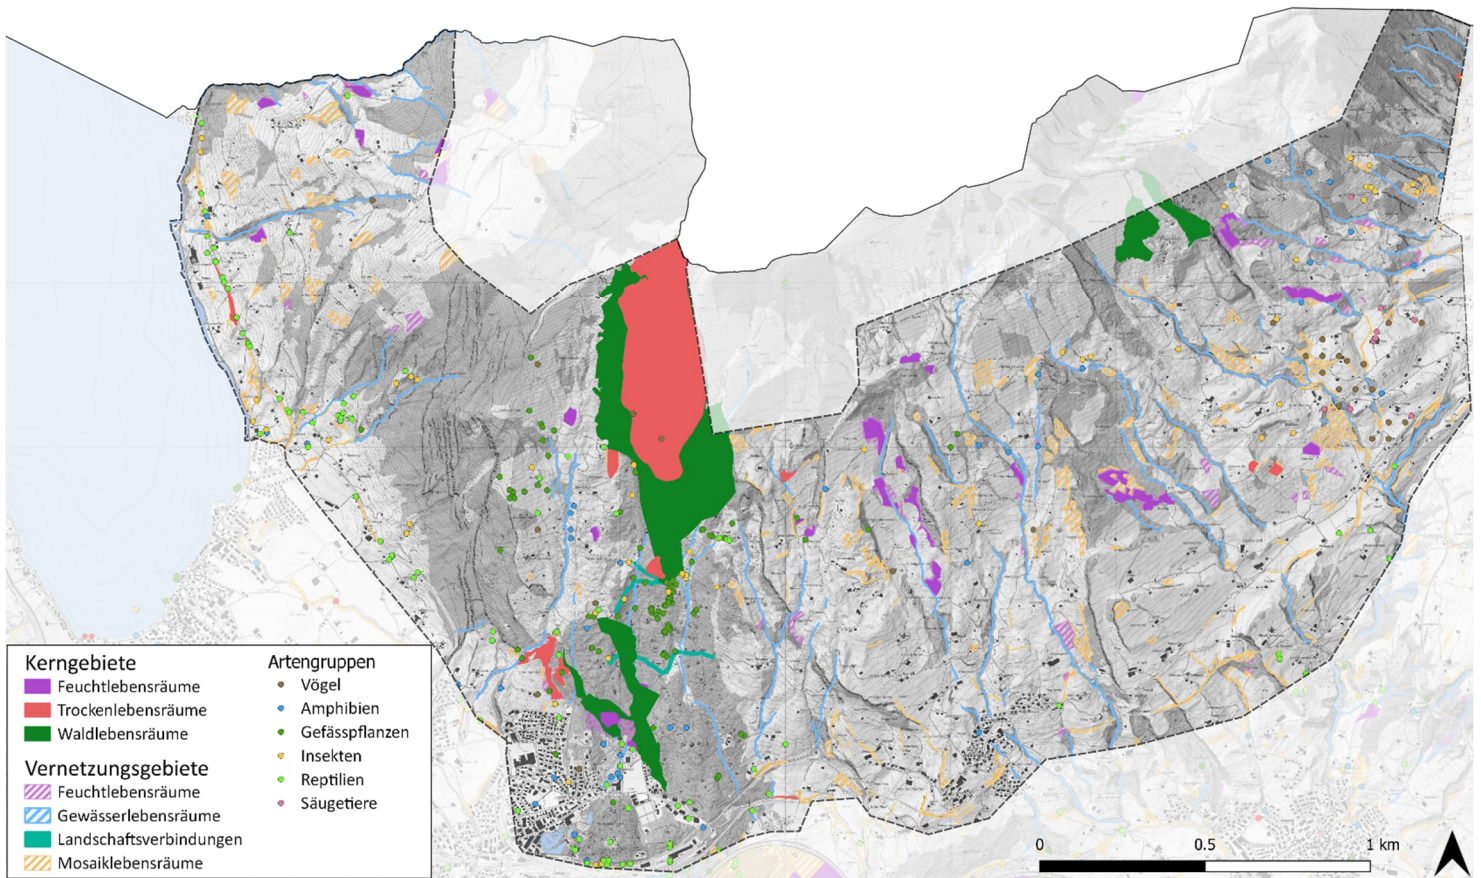 Kerngebiete
Feuchtlebensräume
Trockenlebensräume
Waldlebensräume
Vernetzungsgebiete
Feuchtlebensräume
Gewässerlebensräume
Landschaftsverbindungen
Mosaiklebensräume
Artengruppen
Vögel
Amphibien
Gefässpflanzen
Insekten
Reptilien
Säugetiere
0 0.5 1 km